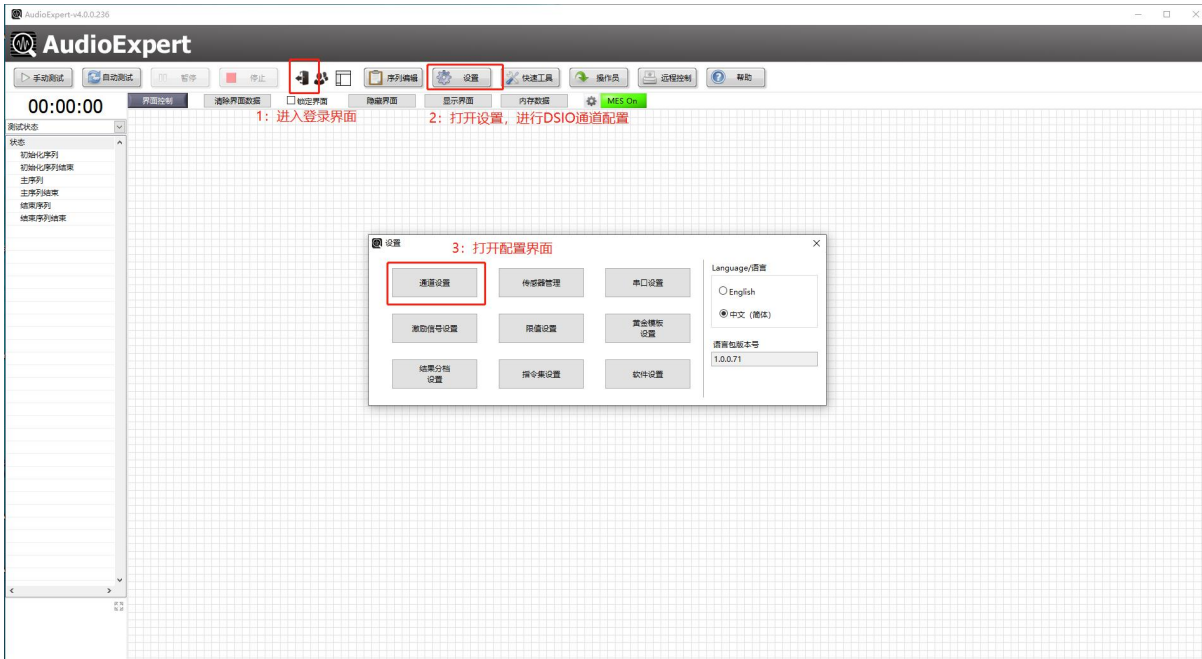 AudioExpert-v4.0.0.236
AudioExpert
手动测试 自动测试 暂停 停止 序列编辑 设置 快速工具 操作员 远程控制 帮助
00:00:00 界面控制 清除界面数据 锁定界面 隐藏界面 显示界面 内存数据 MES On
1：进入登录界面 2：打开设置，进行DSIO通道配置
测试状态
状态
初始化序列
初始化序列结束
主序列
主序列结束
结束序列
结束序列结束
设置 3：打开配置界面
通道设置 传感器管理 串口设置 Language/语言
English
中文（简体）
激励信号设置 限值设置 黄金模板
设置
语言包版本号
1.0.0.71
结果分档
设置 指令集设置 软件设置